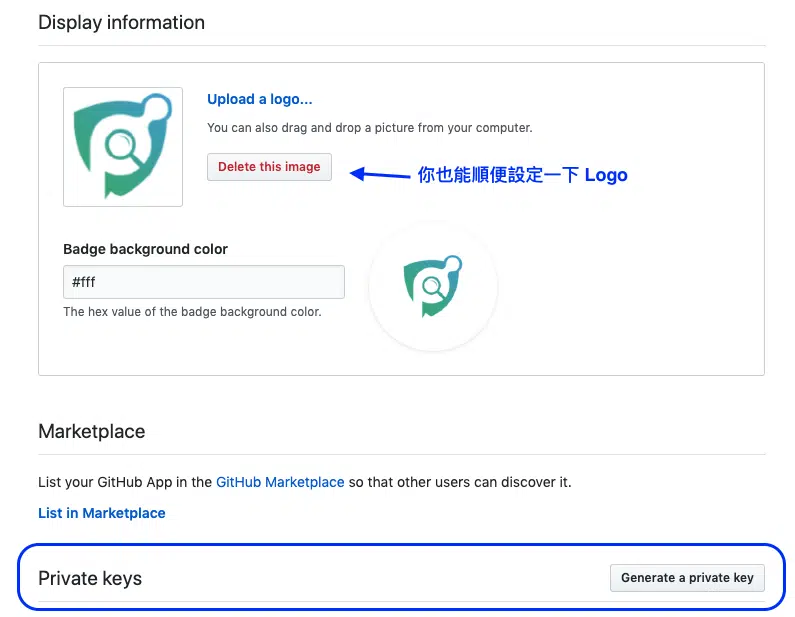 Display information
Upload a logo...
You can also drag and drop a picture from your computer.
Delete this image
你也能順便設定一下 Logo
Badge background color
#fff
The hex value of the badge background color.
Marketplace
List your GitHub App in the GitHub Marketplace so that other users can discover it.
List in Marketplace
Private keys
Generate a private key